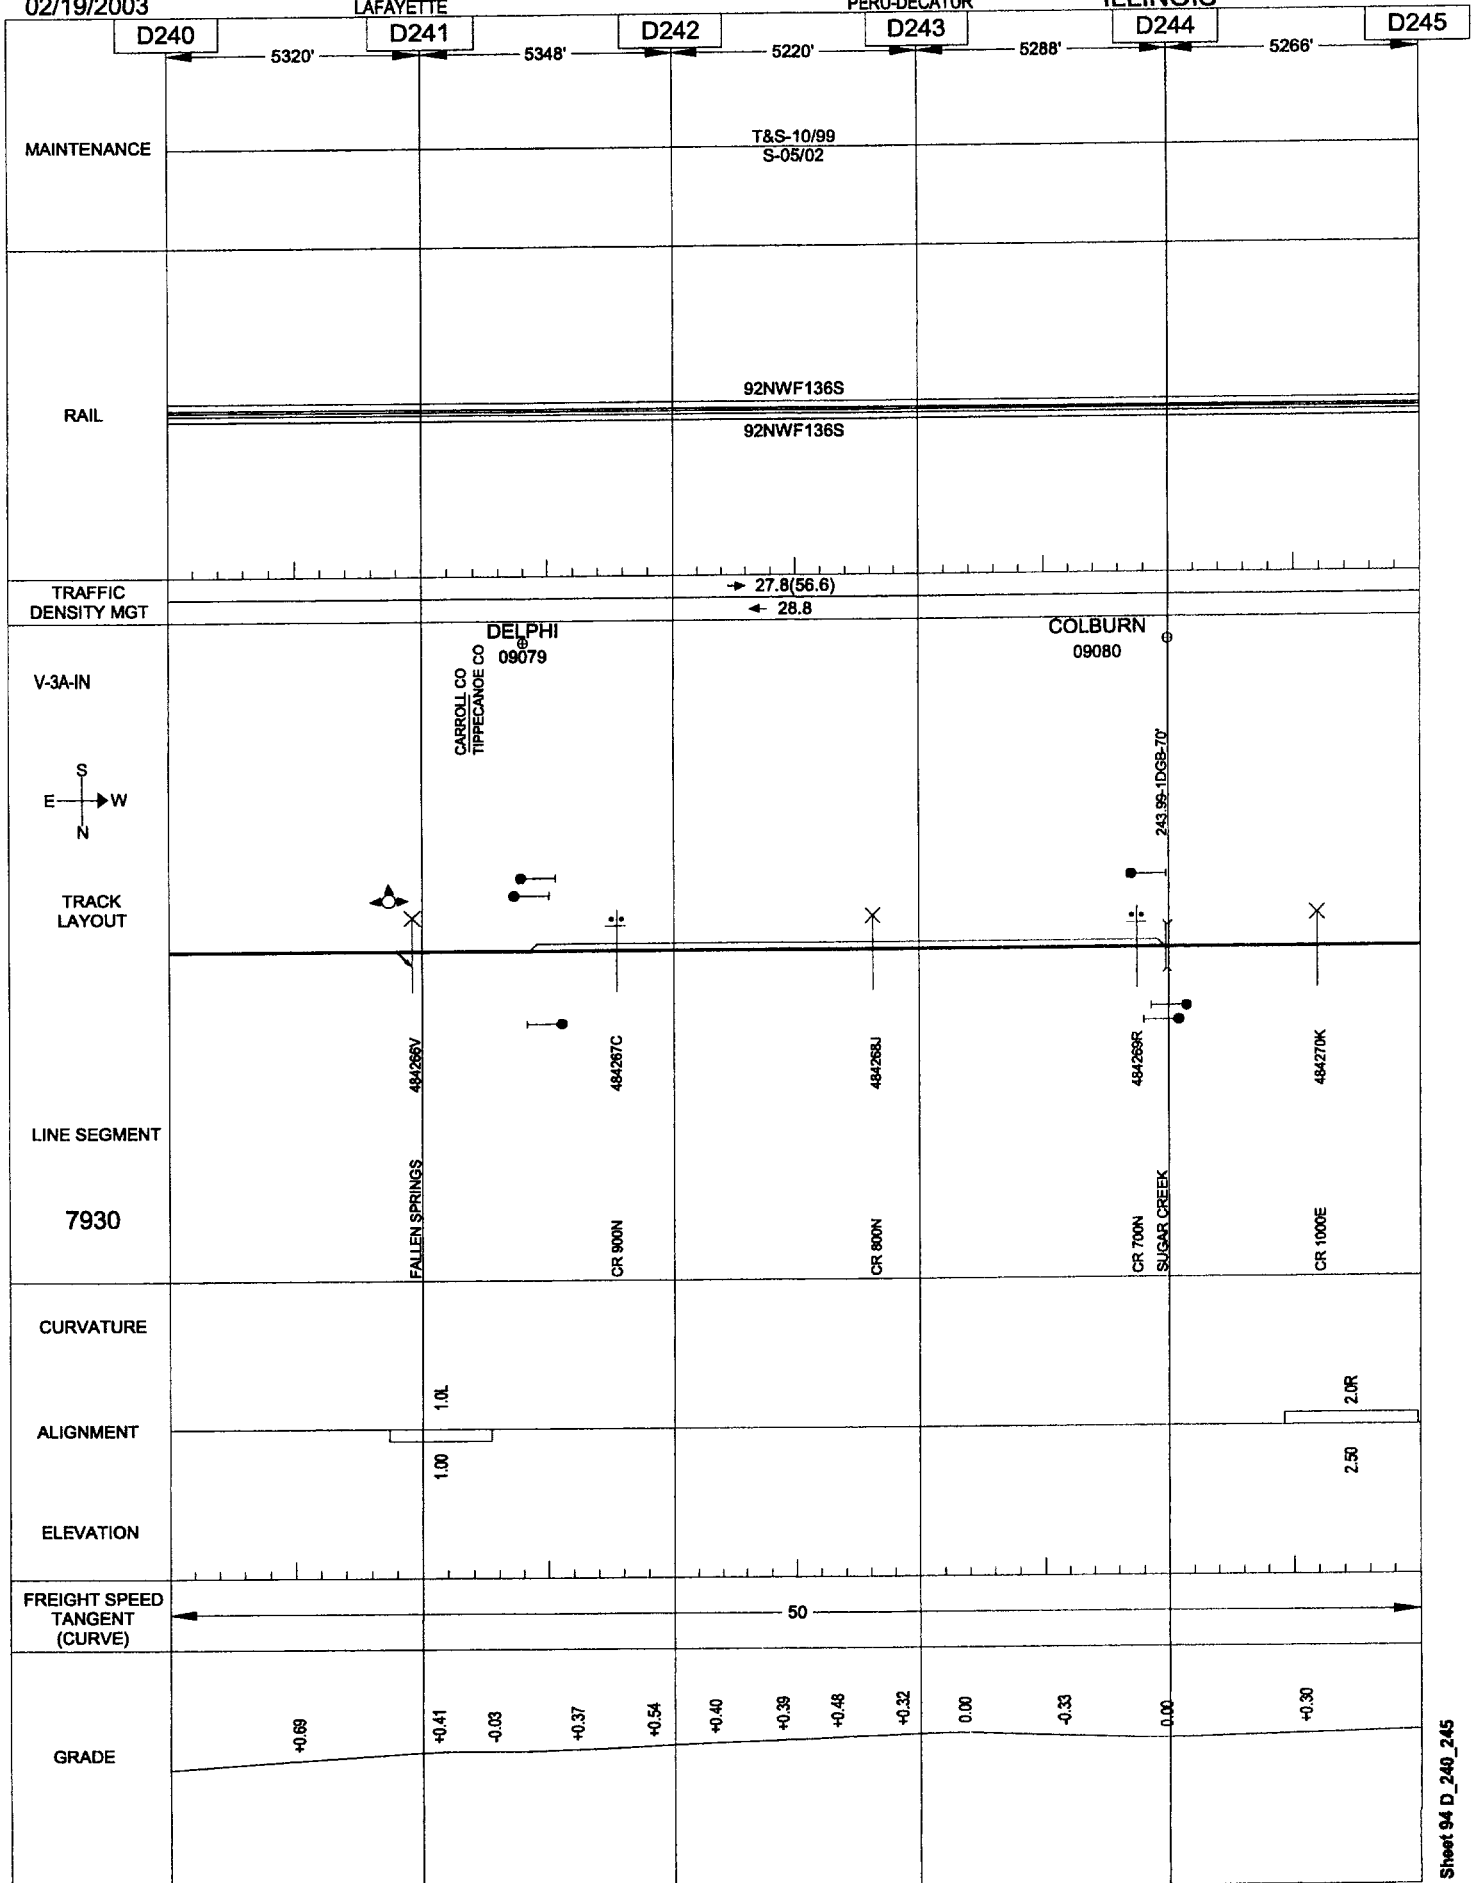 02/19/2003 LAFAYETTE PERU-DECATUR ILLINOIS
D240 D241 D242 D243 D244 D245
5320' 5348' 5220' 5288' 5266'
MAINTENANCE
T&S-10/99
S-05/02
RAIL
92NWF136S
92NWF136S
TRAFFIC
DENSITY MGT
27.8(56.6)
28.8
V-3A-IN
DELPHI
09079
COLBURN
09080
CARROLL CO
TIPPECANOE CO
243.99-1DGB-70'
S
E W
N
TRACK
LAYOUT
484266V
484267C
484268J
484269R
484270K
LINE SEGMENT
7930
FALLEN SPRINGS
CR 900N
CR 800N
CR 700N
SUGAR CREEK
CR 1000E
CURVATURE
1.0L
2.0R
ALIGNMENT
1.00
2.50
ELEVATION
FREIGHT SPEED
TANGENT
(CURVE)
50
GRADE
+0.69
+0.41
-0.03
+0.37
+0.54
+0.40
+0.39
+0.48
+0.32
0.00
-0.33
0.00
+0.30
Sheet 94 D_240_245